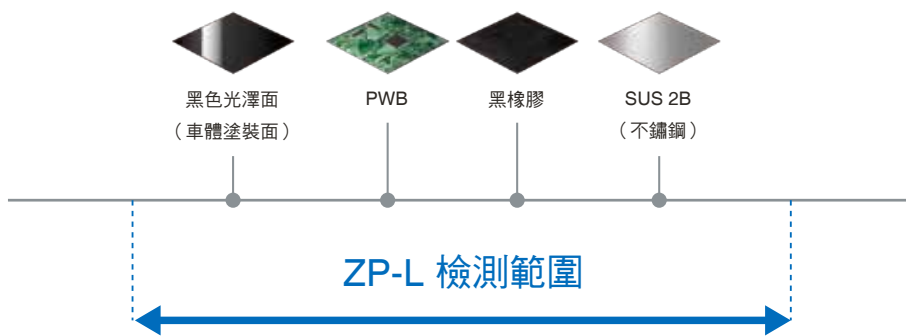 黑色光澤面
（車體塗裝面）
PWB
黑橡膠
SUS 2B
（不鏽鋼）
ZP-L 檢測範圍